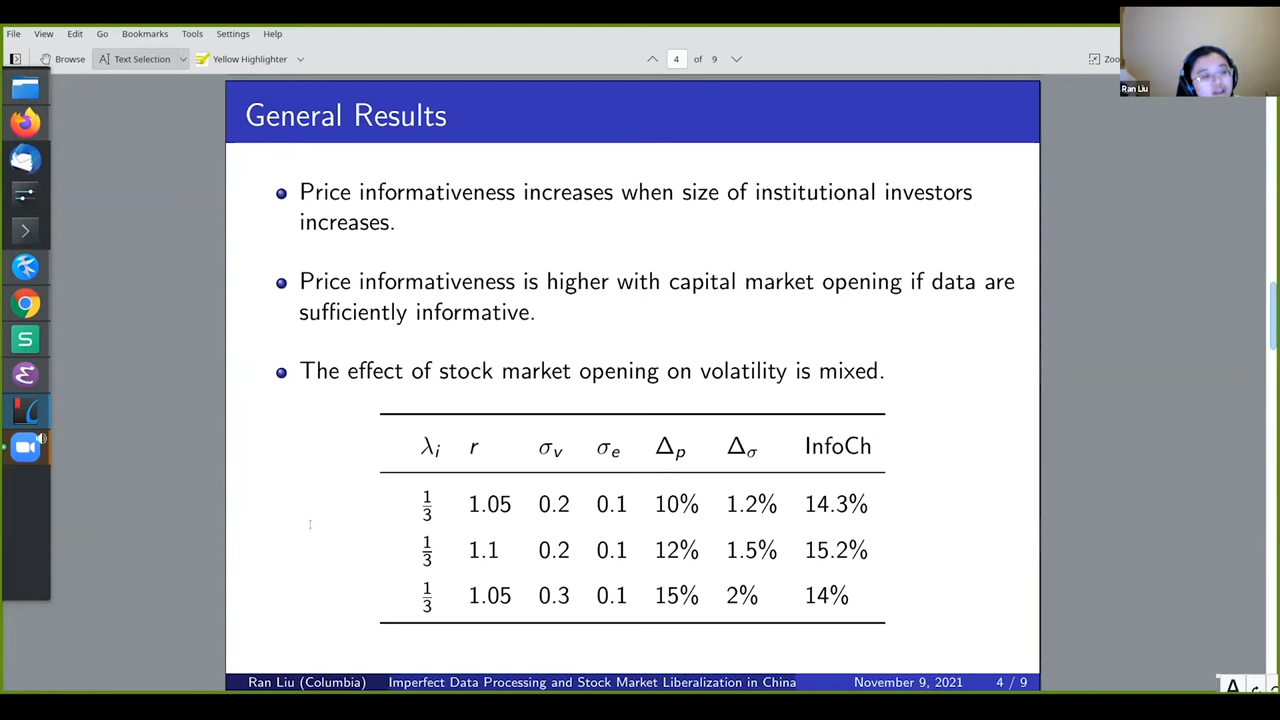 File View Edit Go Bookmarks Tools Settings Help
Browse Text Selection Yellow Highlighter 4 of 9
Ran Liu
General Results
Price informativeness increases when size of institutional investors
increases.
Price informativeness is higher with capital market opening if data are
sufficiently informative.
The effect of stock market opening on volatility is mixed.
λi r σv σe Δp Δσ InfoCh
1/3 1.05 0.2 0.1 10% 1.2% 14.3%
1/3 1.1 0.2 0.1 12% 1.5% 15.2%
1/3 1.05 0.3 0.1 15% 2% 14%
Ran Liu (Columbia) Imperfect Data Processing and Stock Market Liberalization in China November 9, 2021 4 / 9